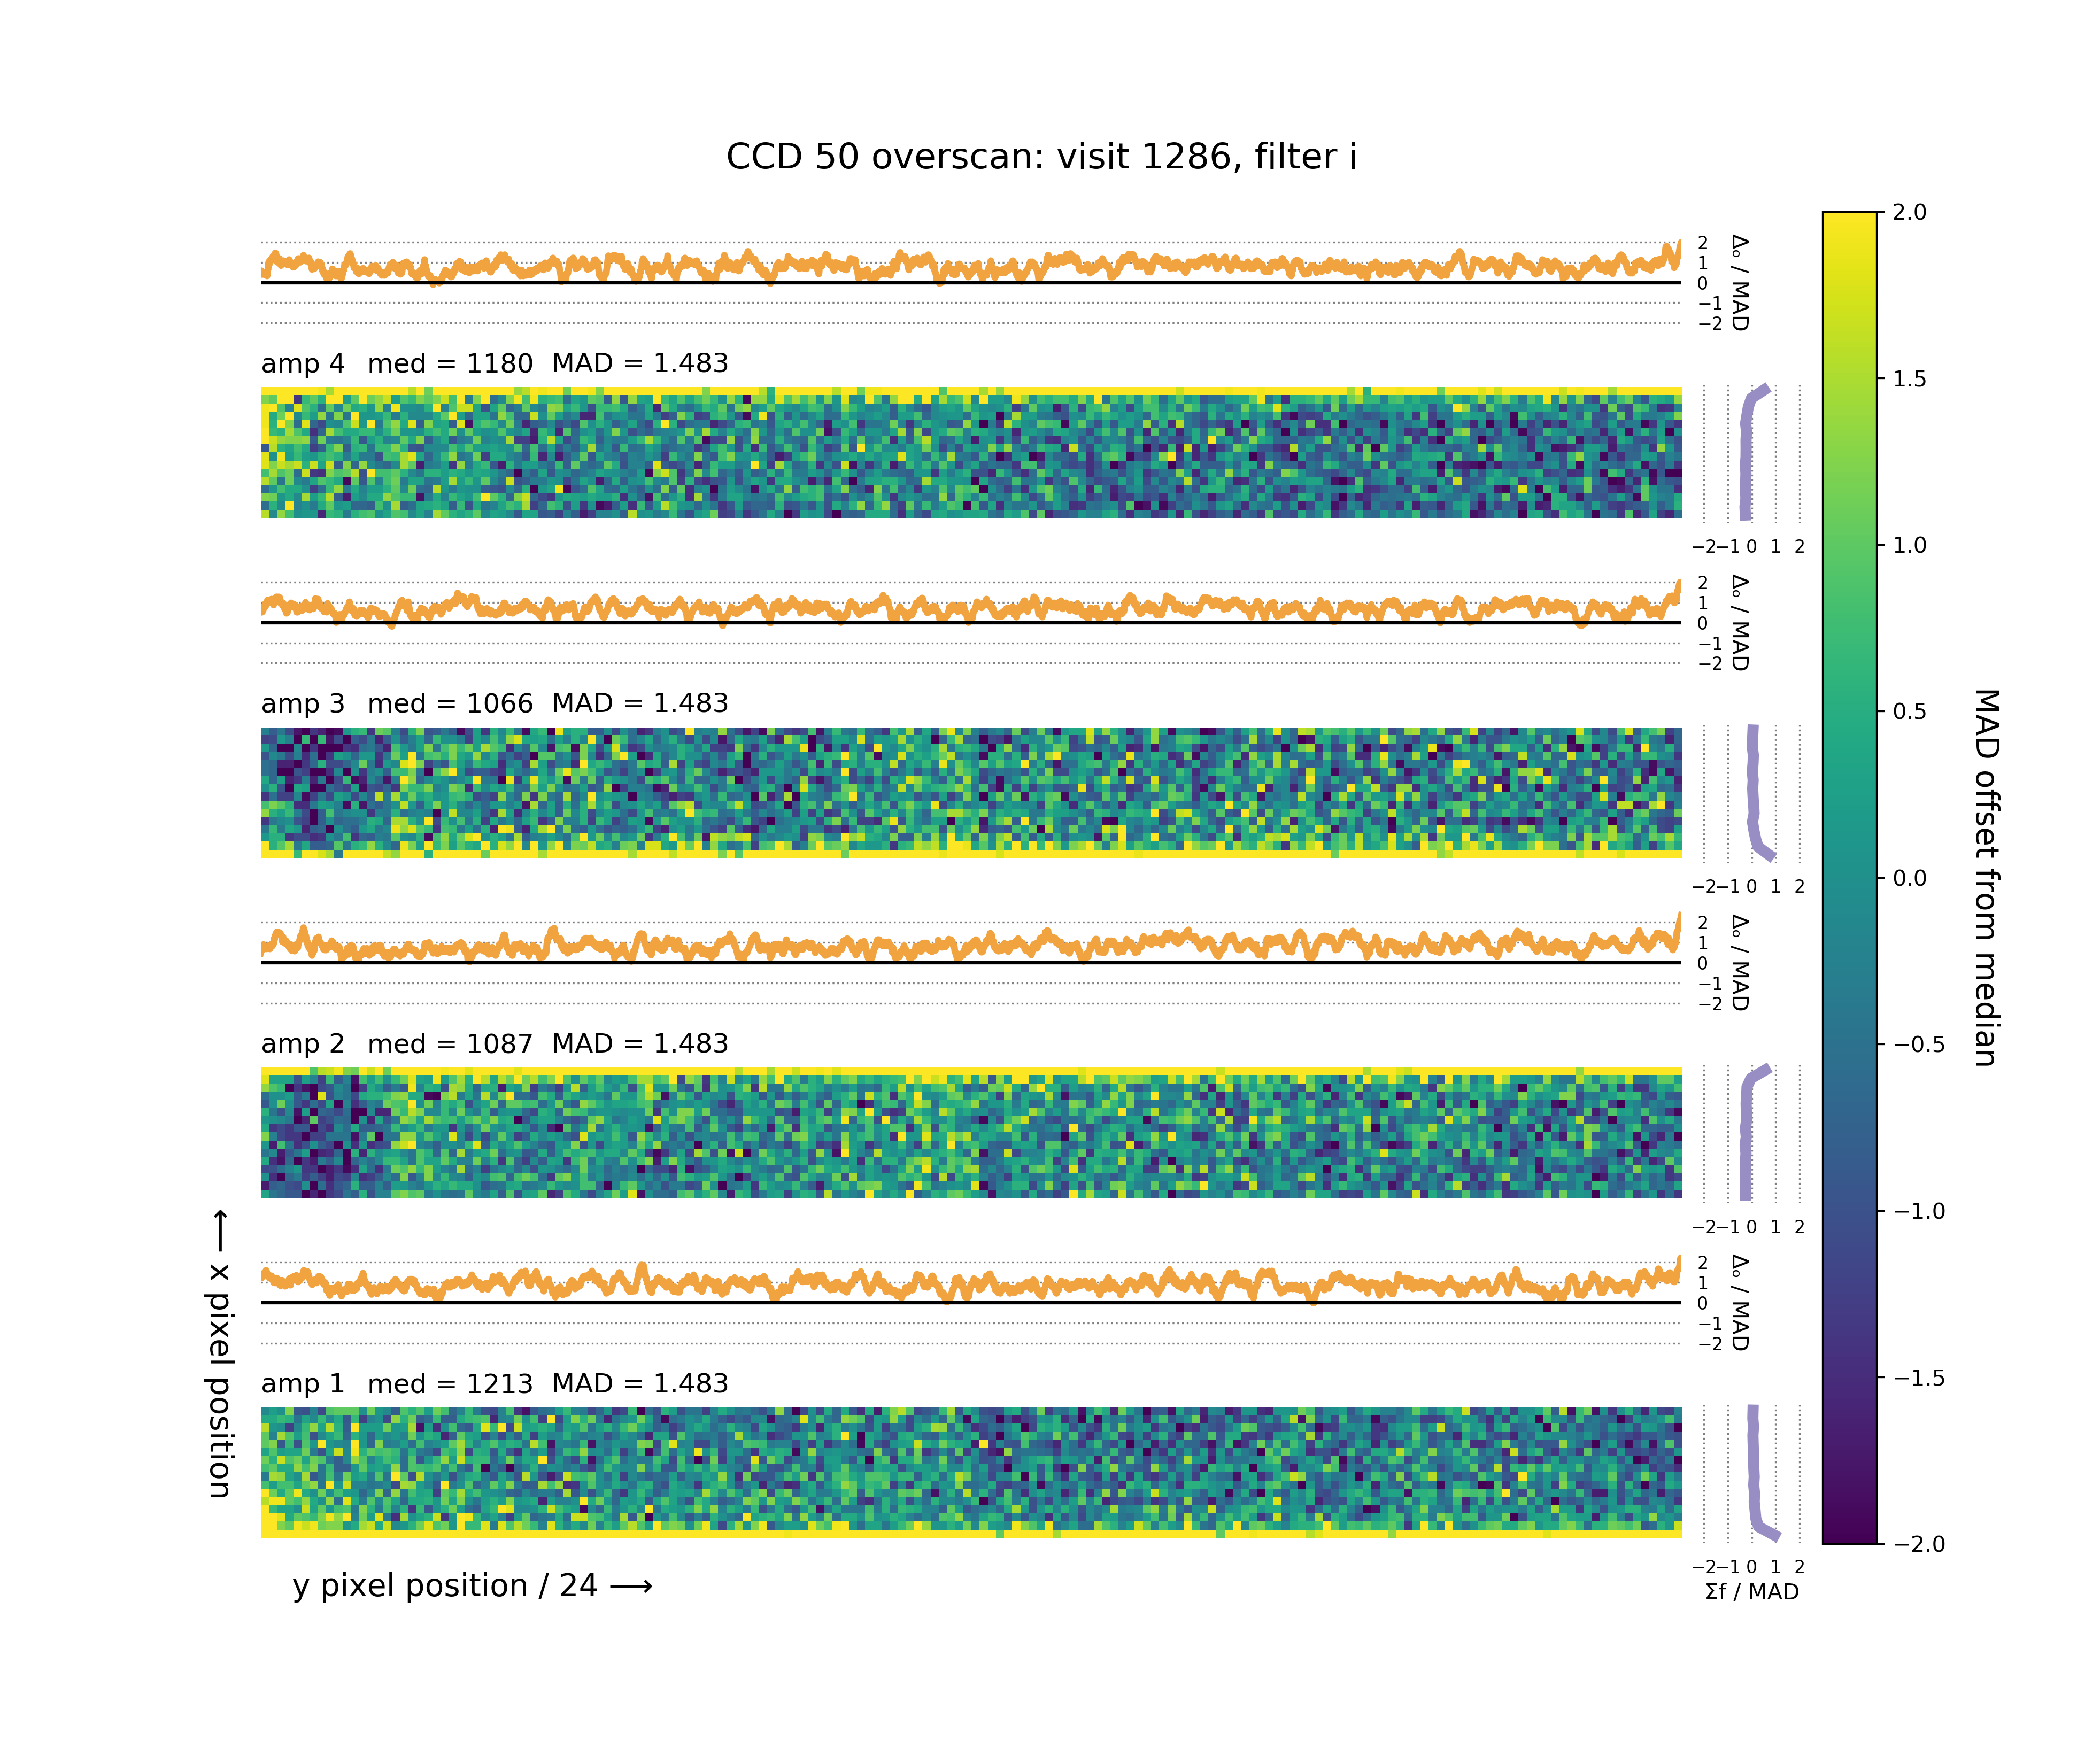 CCD 50 overscan: visit 1286, filter i
2
1
0
−1
−2
Δₒ / MAD
amp 4 med = 1180 MAD = 1.483
−2 −1 0 1 2
2
1
0
−1
−2
Δₒ / MAD
amp 3 med = 1066 MAD = 1.483
−2 −1 0 1 2
2
1
0
−1
−2
Δₒ / MAD
amp 2 med = 1087 MAD = 1.483
−2 −1 0 1 2
2
1
0
−1
−2
Δₒ / MAD
amp 1 med = 1213 MAD = 1.483
−2 −1 0 1 2
Σf / MAD
⟵ x pixel position
y pixel position / 24 ⟶
2.0
1.5
1.0
0.5
0.0
−0.5
−1.0
−1.5
−2.0
MAD offset from median